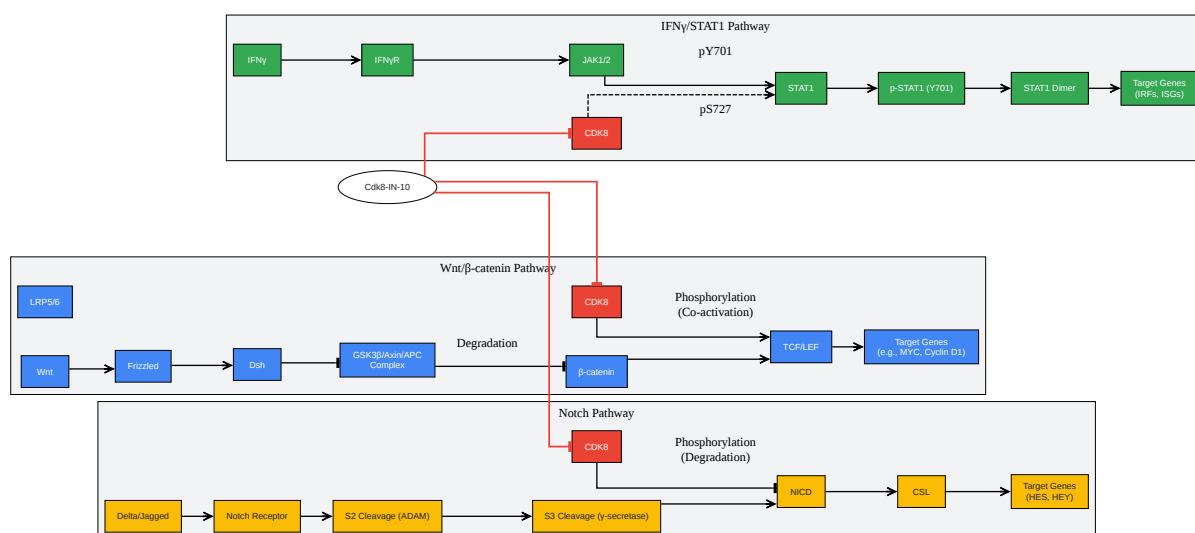 IFNγ/STAT1 Pathway
pY701
IFNγ
IFNγR
JAK1/2
STAT1
p-STAT1 (Y701)
STAT1 Dimer
Target Genes
(IRFs, ISGs)
pS727
CDK8
Cdk8-IN-10
Wnt/β-catenin Pathway
LRP5/6
CDK8
Phosphorylation
(Co-activation)
Degradation
Wnt
Frizzled
Dsh
GSK3β/Axin/APC
Complex
β-catenin
TCF/LEF
Target Genes
(e.g., MYC, Cyclin D1)
Notch Pathway
CDK8
Phosphorylation
(Degradation)
Delta/Jagged
Notch Receptor
S2 Cleavage (ADAM)
S3 Cleavage (γ-secretase)
NICD
CSL
Target Genes
(HES, HEY)